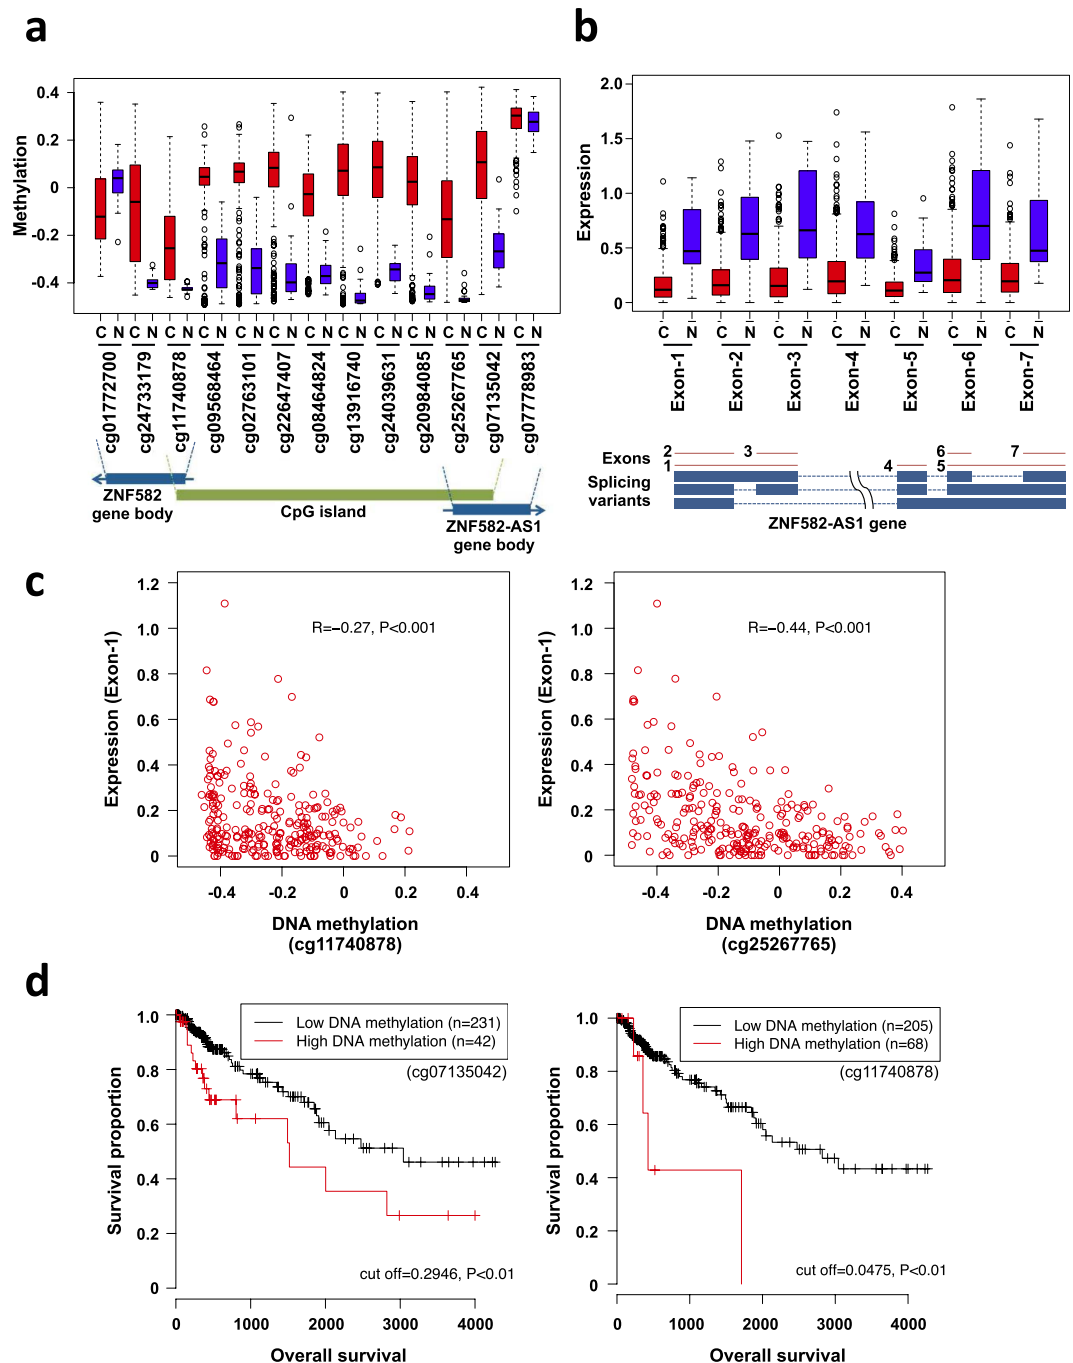 a
Methylation
0.4
0.2
0
-0.2
-0.4
C N C N C N C N C N C N C N C N C N C N C N C N C N
cg01772700
cg24733179
cg11740878
cg09568464
cg02763101
cg22647407
cg08464824
cg13916740
cg24039631
cg20984085
cg25267765
cg07135042
cg07778983
ZNF582
gene body
CpG island
ZNF582-AS1
gene body
b
Expression
2.0
1.5
1.0
0.5
0
C N C N C N C N C N C N C N
Exon-1
Exon-2
Exon-3
Exon-4
Exon-5
Exon-6
Exon-7
Exons
2 3 6 7
1 4 5
Splicing
variants
ZNF582-AS1 gene
c
Expression (Exon-1)
1.2
1.0
0.8
0.6
0.4
0.2
0
R=−0.27, P<0.001
-0.4 -0.2 0 0.2 0.4
DNA methylation
(cg11740878)
Expression (Exon-1)
1.2
1.0
0.8
0.6
0.4
0.2
0
R=−0.44, P<0.001
-0.4 -0.2 0 0.2 0.4
DNA methylation
(cg25267765)
d
Survival proportion
1.0
0.8
0.6
0.4
0.2
0
Low DNA methylation (n=231)
High DNA methylation (n=42)
(cg07135042)
cut off=0.2946, P<0.01
0 1000 2000 3000 4000
Overall survival
Survival proportion
1.0
0.8
0.6
0.4
0.2
0
Low DNA methylation (n=205)
High DNA methylation (n=68)
(cg11740878)
cut off=0.0475, P<0.01
0 1000 2000 3000 4000
Overall survival